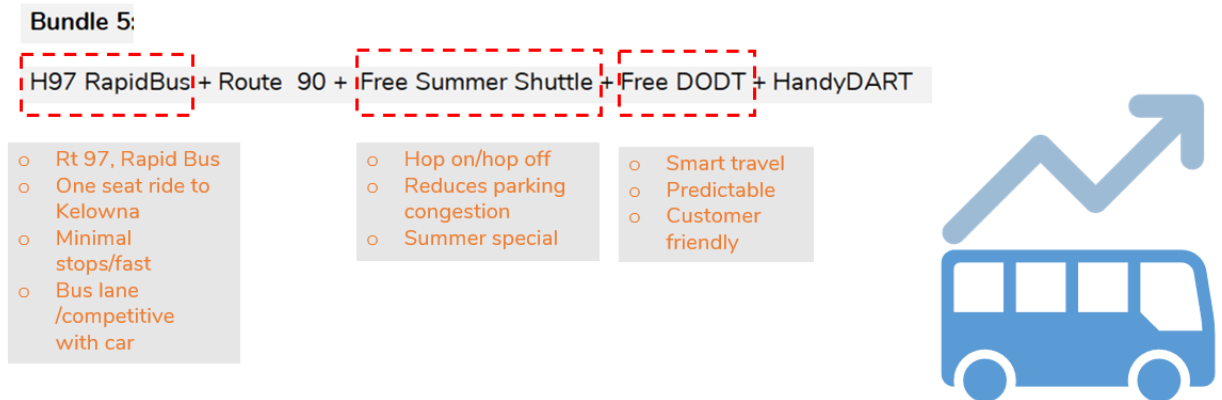 Bundle 5:
H97 RapidBus + Route 90 + Free Summer Shuttle + Free DODT + HandyDART
o Rt 97, Rapid Bus
o One seat ride to
Kelowna
o Minimal
stops/fast
o Bus lane
/competitive
with car
o Hop on/hop off
o Reduces parking
congestion
o Summer special
o Smart travel
o Predictable
o Customer
friendly